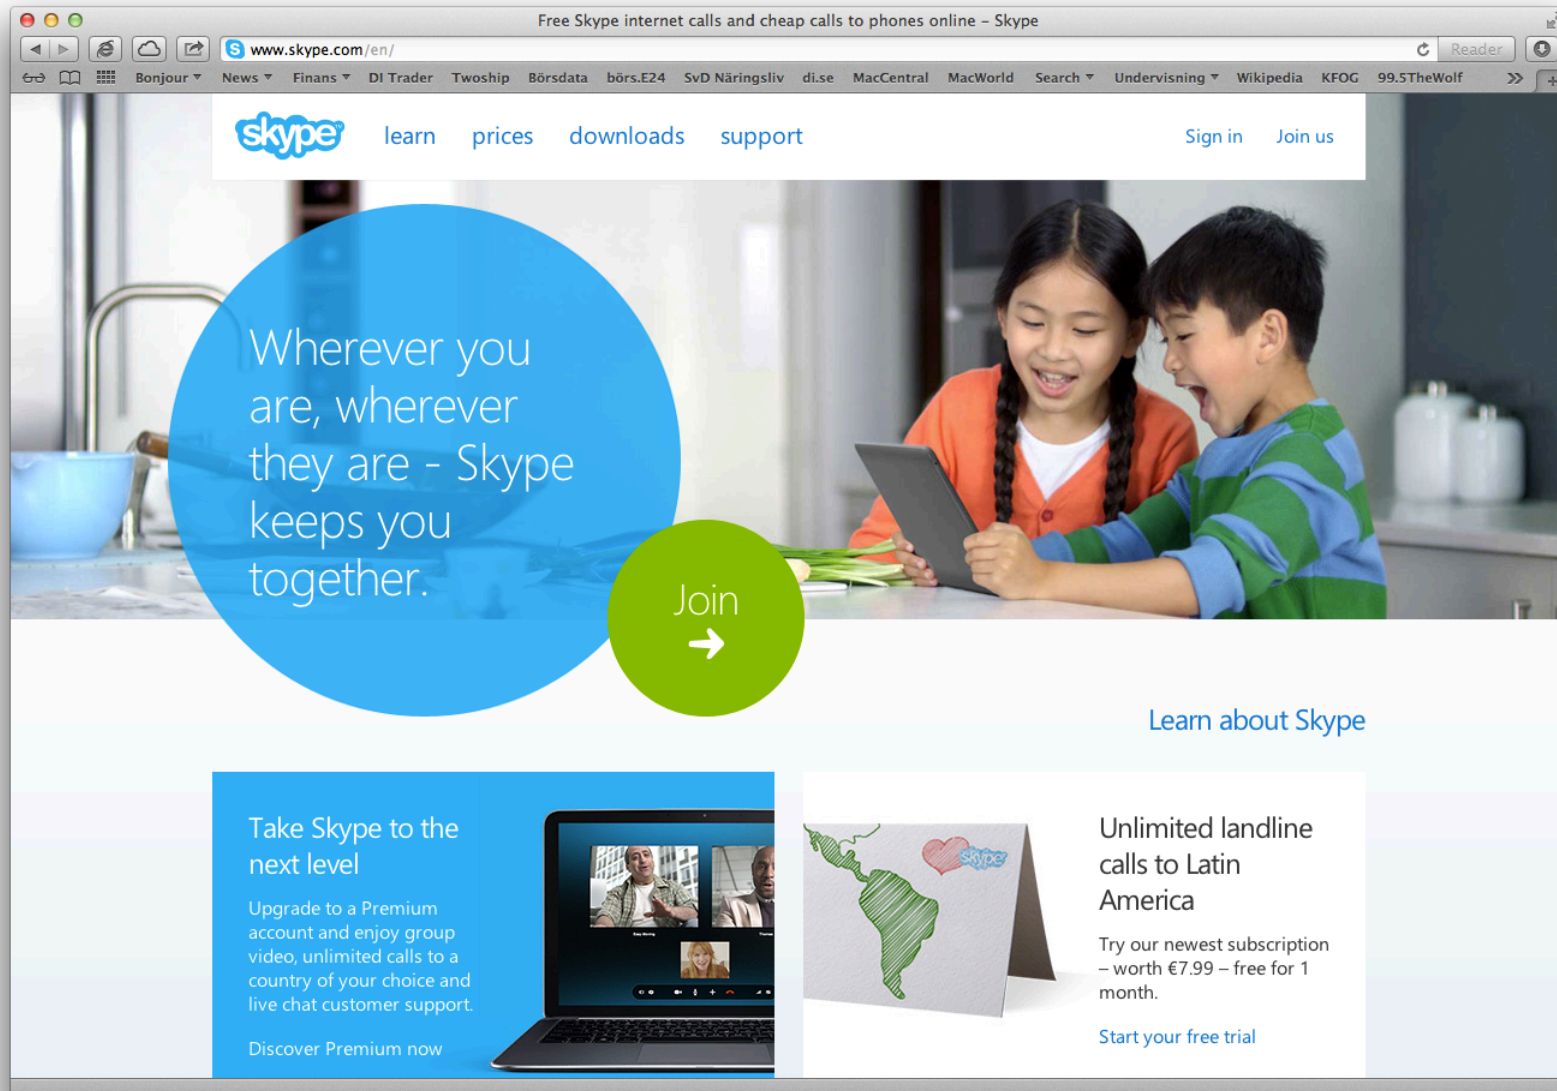 Free Skype internet calls and cheap calls to phones online – Skype
www.skype.com/en/
Reader
Bonjour News Finans DI Trader Twoship Börsdata börs.E24 SvD Näringsliv di.se MacCentral MacWorld Search Undervisning Wikipedia KFOG 99.5TheWolf
skype learn prices downloads support Sign in Join us
Wherever you
are, wherever
they are - Skype
keeps you
together.
Join
Learn about Skype
Take Skype to the
next level
Upgrade to a Premium
account and enjoy group
video, unlimited calls to a
country of your choice and
live chat customer support.
Discover Premium now
skype
Unlimited landline
calls to Latin
America
Try our newest subscription
– worth €7.99 – free for 1
month.
Start your free trial